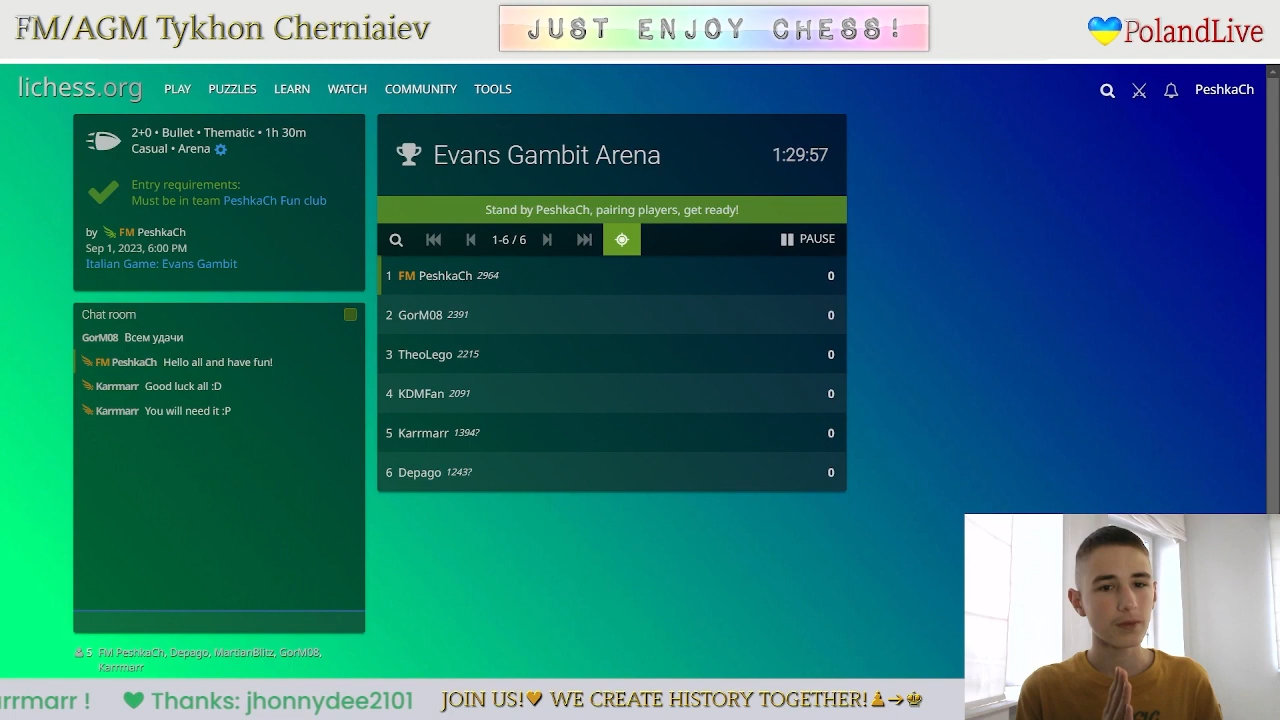 FM/AGM Tykhon Cherniaiev
JUST ENJOY CHESS!
PolandLive
lichess.org
PLAY
PUZZLES
LEARN
WATCH
COMMUNITY
TOOLS
PeshkaCh
2+0 • Bullet • Thematic • 1h 30m
Casual • Arena
Entry requirements:
Must be in team PeshkaCh Fun club
by FM PeshkaCh
Sep 1, 2023, 6:00 PM
Italian Game: Evans Gambit
Chat room
GorM08 Всем удачи
FM PeshkaCh Hello all and have fun!
Karrmarr Good luck all :D
Karrmarr You will need it :P
5 FM PeshkaCh, Depago, MartianBlitz, GorM08,
Karrmarr
Evans Gambit Arena
1:29:57
Stand by PeshkaCh, pairing players, get ready!
1-6 / 6
PAUSE
1 FM PeshkaCh 2964 0
2 GorM08 2391 0
3 TheoLego 2215 0
4 KDMFan 2091 0
5 Karrmarr 1394? 0
6 Depago 1243? 0
arrmarr !
Thanks: jhonnydee2101
JOIN US!🧡 WE CREATE HISTORY TOGETHER!♟→♚